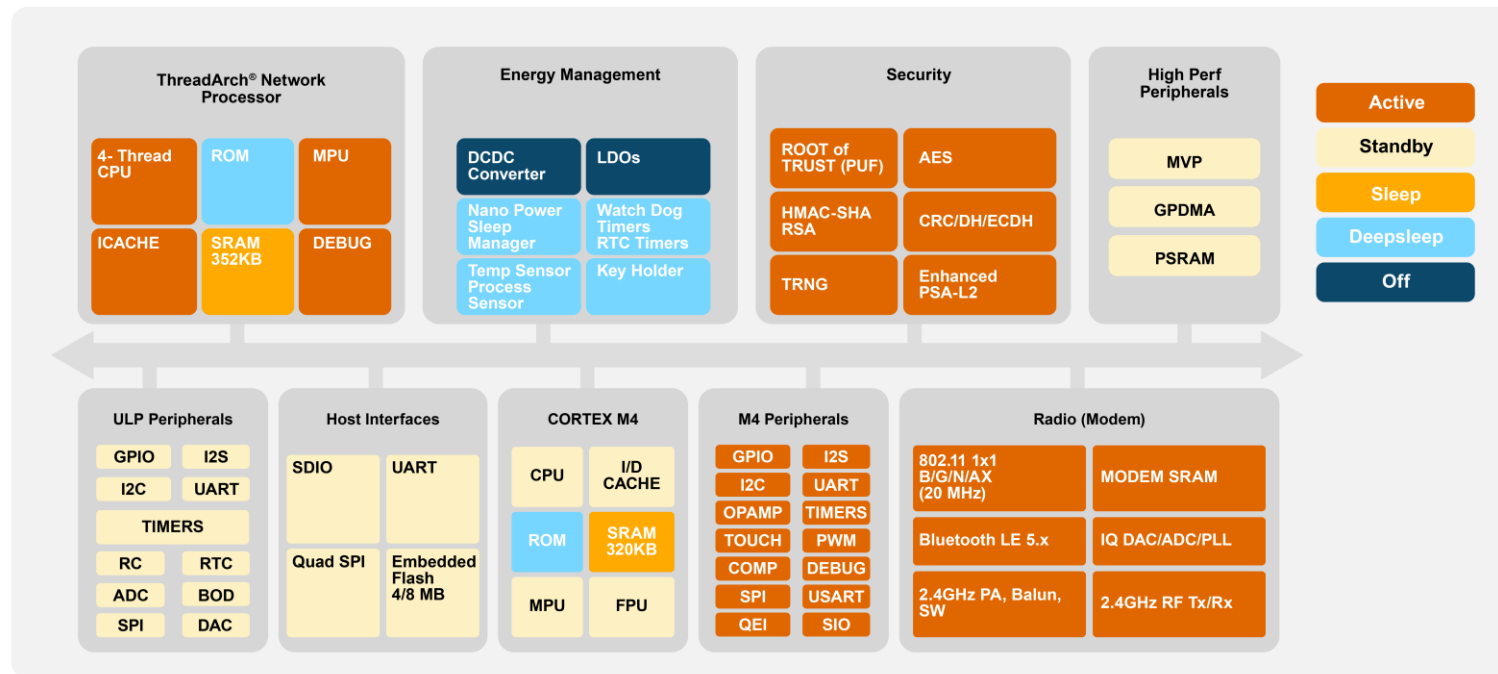 ThreadArch® Network
Processor
4- Thread
CPU
ROM
MPU
ICACHE
SRAM
352KB
DEBUG
Energy Management
DCDC
Converter
LDOs
Nano Power
Sleep
Manager
Watch Dog
Timers
RTC Timers
Temp Sensor
Process
Sensor
Key Holder
Security
ROOT of
TRUST (PUF)
AES
HMAC-SHA
RSA
CRC/DH/ECDH
TRNG
Enhanced
PSA-L2
High Perf
Peripherals
MVP
GPDMA
PSRAM
Active
Standby
Sleep
Deepsleep
Off
ULP Peripherals
GPIO
I2S
I2C
UART
TIMERS
RC
RTC
ADC
BOD
SPI
DAC
Host Interfaces
SDIO
UART
Quad SPI
Embedded
Flash
4/8 MB
CORTEX M4
CPU
I/D
CACHE
ROM
SRAM
320KB
MPU
FPU
M4 Peripherals
GPIO
I2S
I2C
UART
OPAMP
TIMERS
TOUCH
PWM
COMP
DEBUG
SPI
USART
QEI
SIO
Radio (Modem)
802.11 1x1
B/G/N/AX
(20 MHz)
MODEM SRAM
Bluetooth LE 5.x
IQ DAC/ADC/PLL
2.4GHz PA, Balun,
SW
2.4GHz RF Tx/Rx